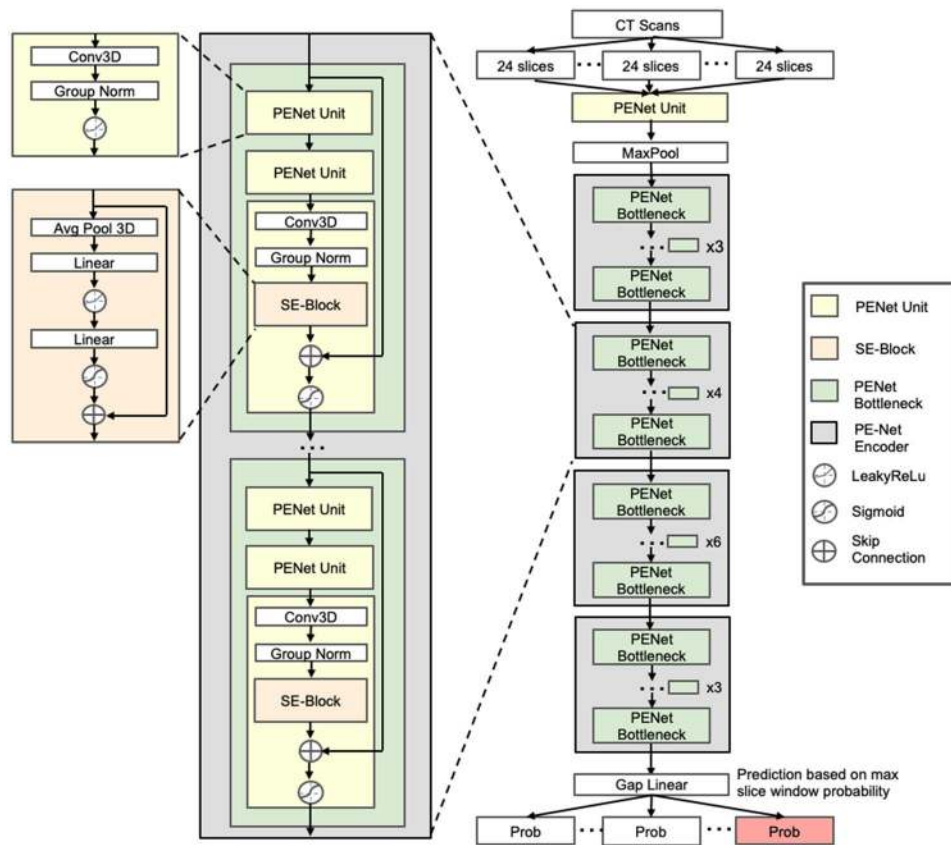 Conv3D
Group Norm
Avg Pool 3D
Linear
Linear
PENet Unit
PENet Unit
Conv3D
Group Norm
SE-Block
PENet Unit
PENet Unit
Conv3D
Group Norm
SE-Block
CT Scans
24 slices
24 slices
24 slices
PENet Unit
MaxPool
PENet
Bottleneck
x3
PENet
Bottleneck
PENet
Bottleneck
x4
PENet
Bottleneck
PENet
Bottleneck
x6
PENet
Bottleneck
PENet
Bottleneck
x3
PENet
Bottleneck
Gap Linear
Prediction based on max
slice window probability
Prob
Prob
Prob
PENet Unit
SE-Block
PENet
Bottleneck
PE-Net
Encoder
LeakyReLu
Sigmoid
Skip
Connection